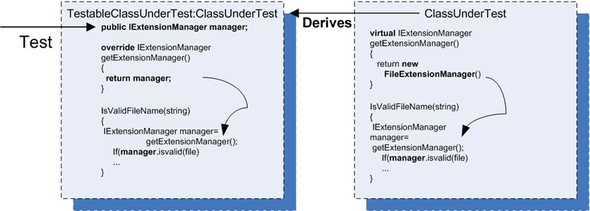 Test
TestableClassUnderTest:ClassUnderTest
public IExtensionManager manager;
override IExtensionManager
getExtensionManager()
{
return manager;
}
IsValidFileName(string)
{
IExtensionManager manager=
getExtensionManager();
If(manager.isvalid(file)
...
}
Derives
ClassUnderTest
virtual IExtensionManager
getExtensionManager()
{
return new
FileExtensionManager()
}
IsValidFileName(string)
{
IExtensionManager
manager=
getExtensionManager();
If(manager.isvalid(file)
...
}